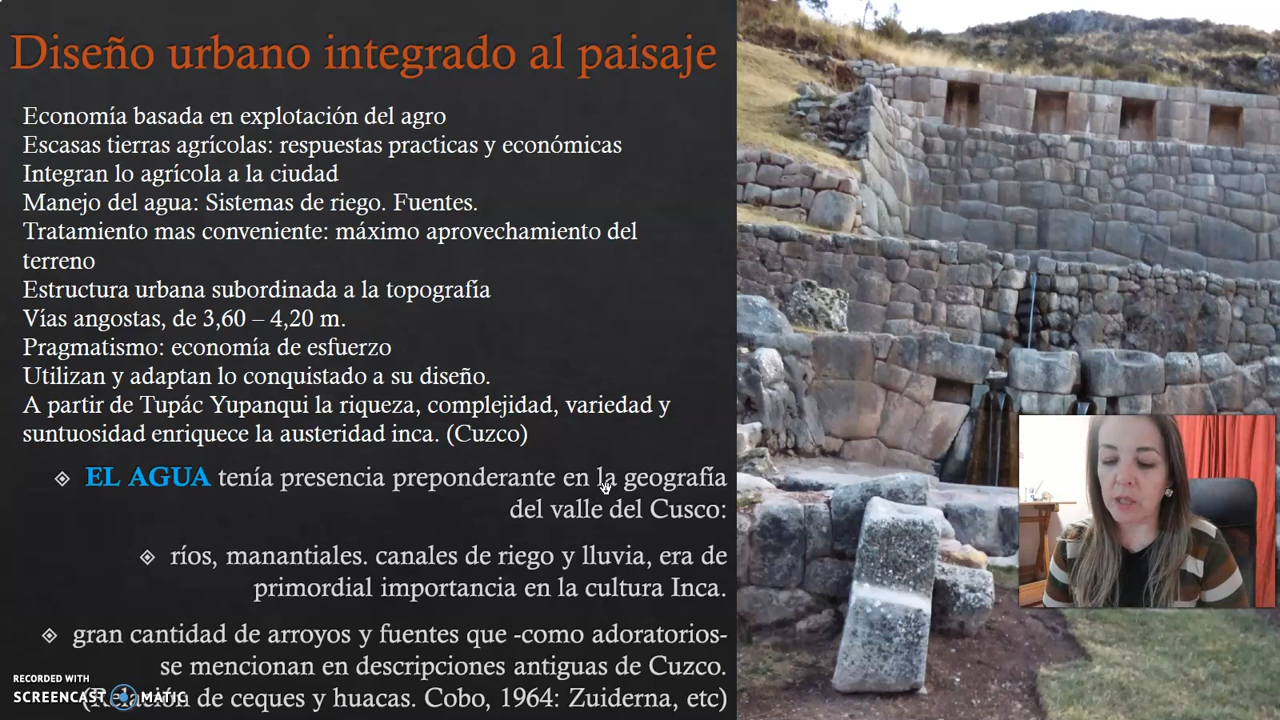 Diseño urbano integrado al paisaje
Economía basada en explotación del agro
Escasas tierras agrícolas: respuestas practicas y económicas
Integran lo agrícola a la ciudad
Manejo del agua: Sistemas de riego. Fuentes.
Tratamiento mas conveniente: máximo aprovechamiento del
terreno
Estructura urbana subordinada a la topografía
Vías angostas, de 3,60 – 4,20 m.
Pragmatismo: economía de esfuerzo
Utilizan y adaptan lo conquistado a su diseño.
A partir de Tupác Yupanqui la riqueza, complejidad, variedad y
suntuosidad enriquece la austeridad inca. (Cuzco)
EL AGUA tenía presencia preponderante en la geografía
del valle del Cusco:
ríos, manantiales. canales de riego y lluvia, era de
primordial importancia en la cultura Inca.
gran cantidad de arroyos y fuentes que -como adoratorios-
se mencionan en descripciones antiguas de Cuzco.
(Relación de ceques y huacas. Cobo, 1964: Zuiderna, etc)
RECORDED WITH
SCREENCAST MATIC